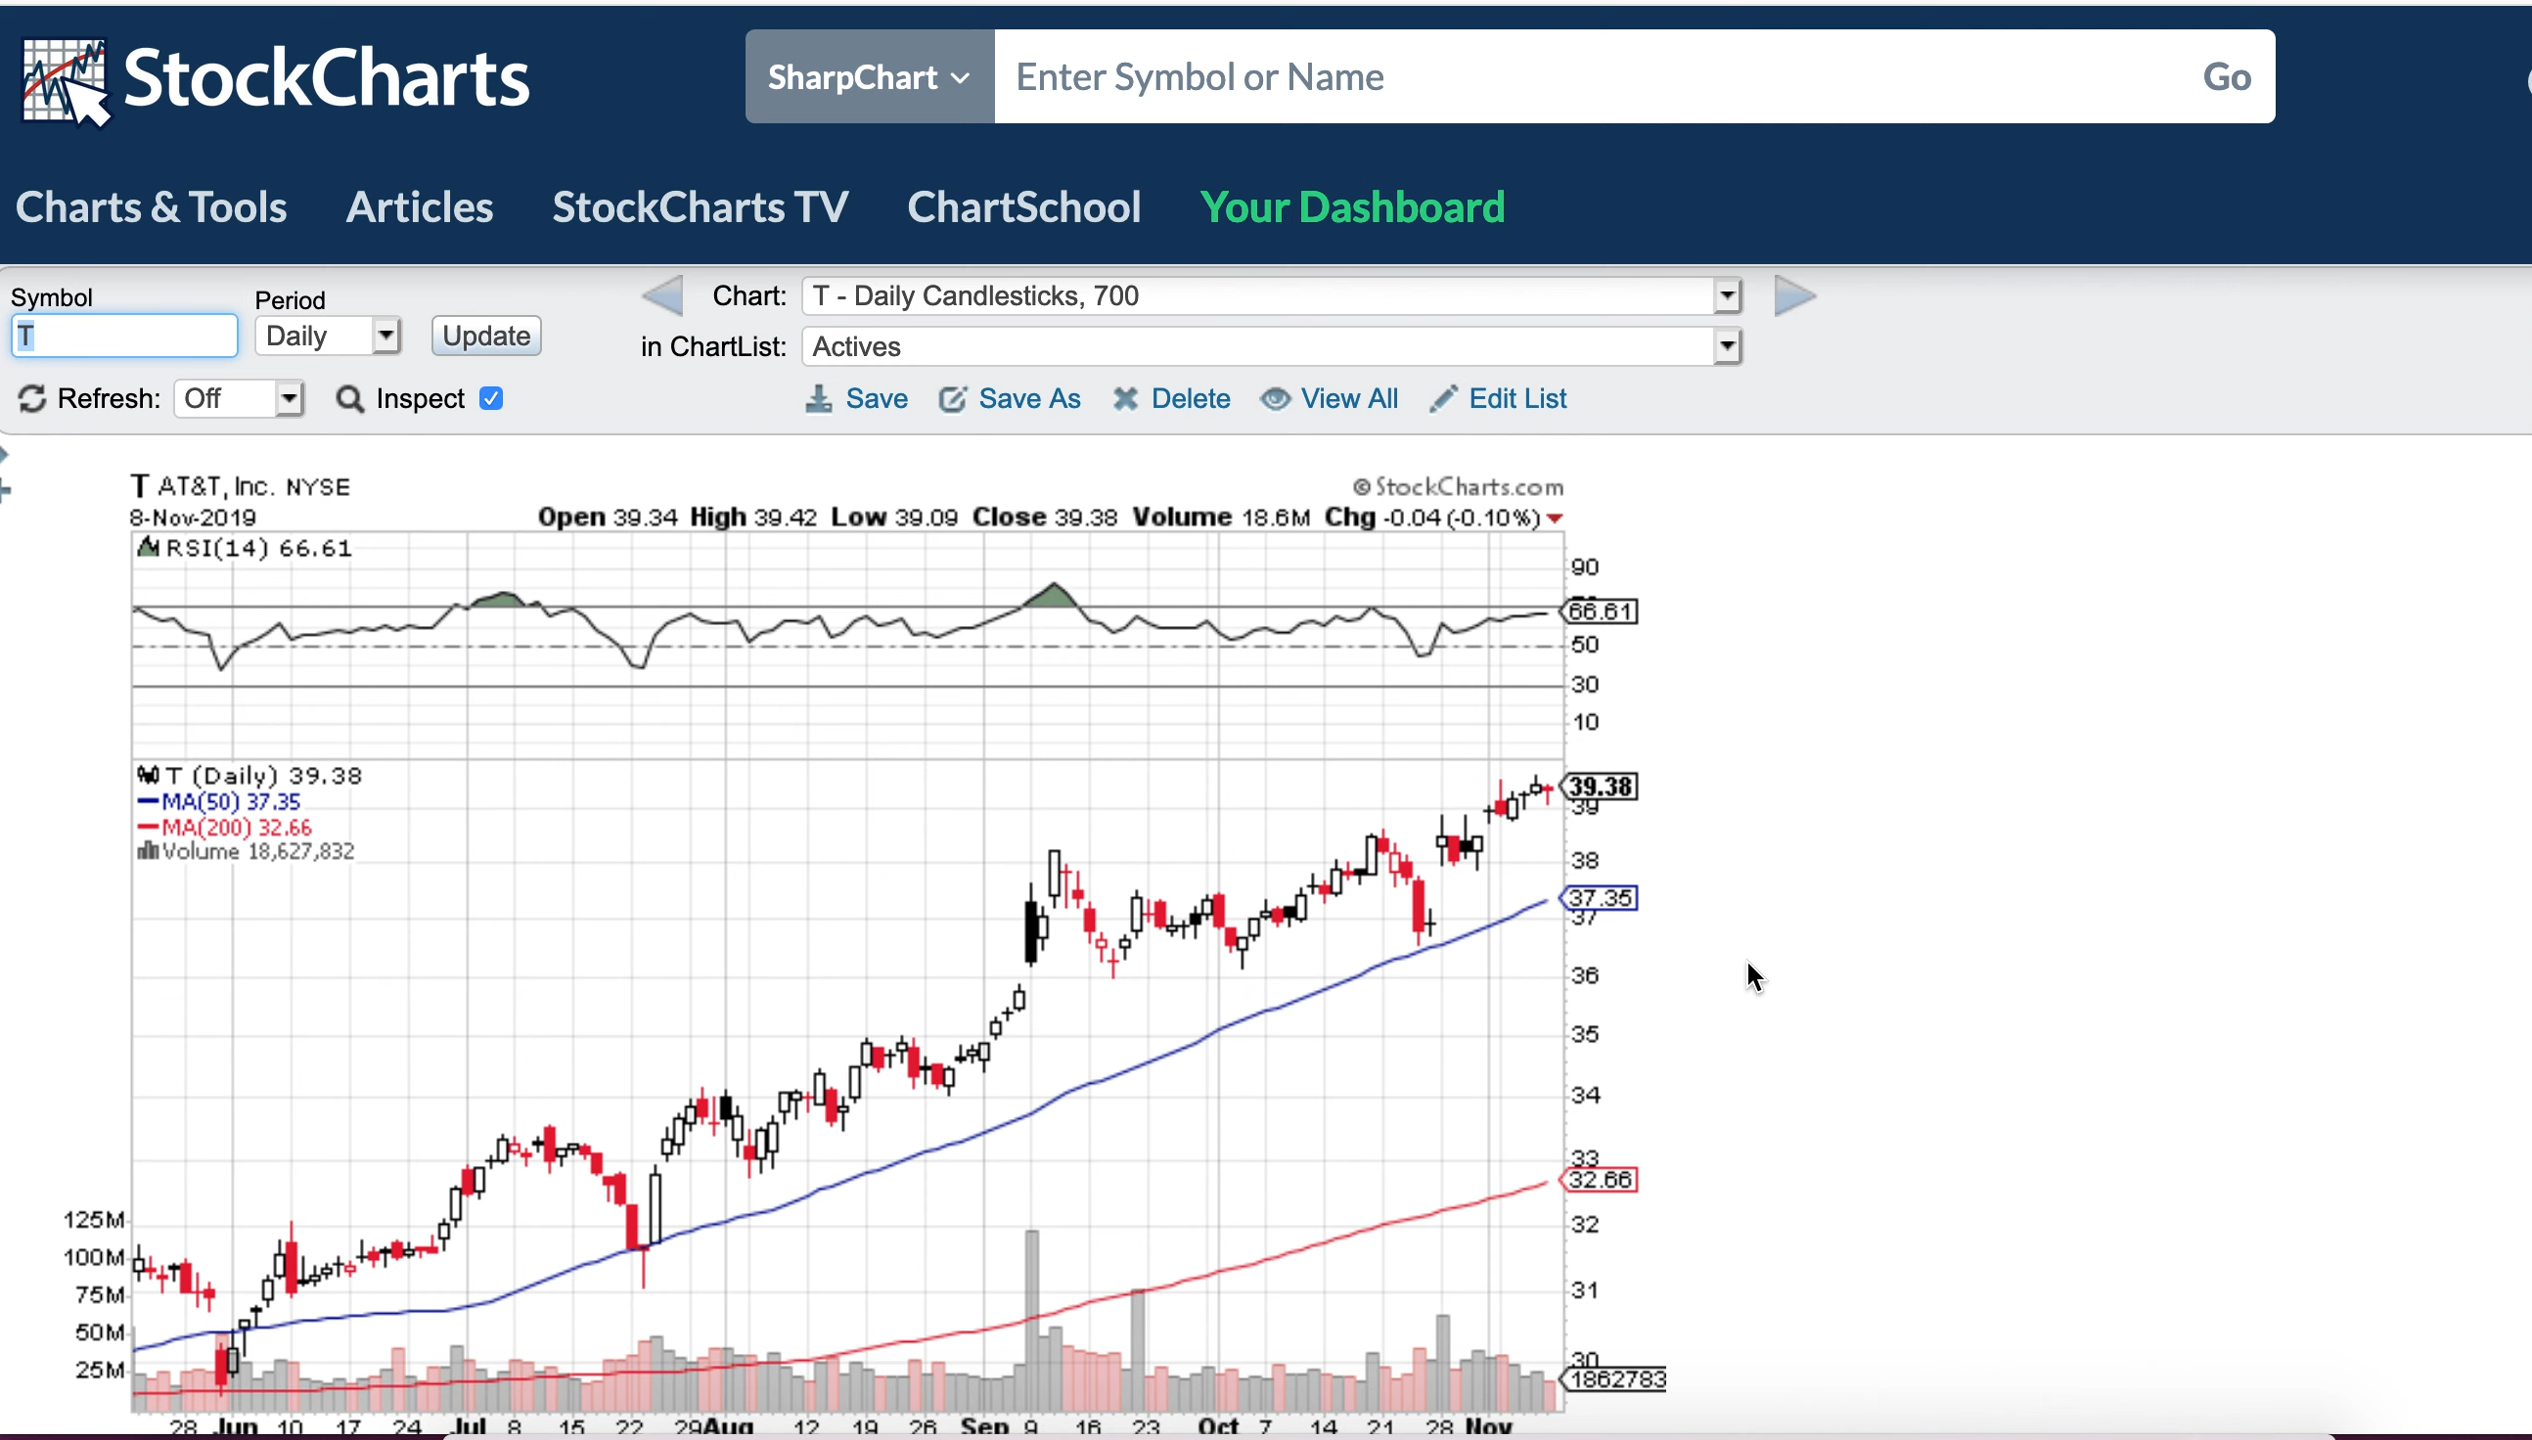 StockCharts
SharpChart Enter Symbol or Name Go
Charts & Tools Articles StockCharts TV ChartSchool Your Dashboard
Symbol Period Chart: T - Daily Candlesticks, 700
T Daily Update in ChartList: Actives
Refresh: Off Inspect Save Save As Delete View All Edit List
T AT&T, Inc. NYSE © StockCharts.com
8-Nov-2019 Open 39.34 High 39.42 Low 39.09 Close 39.38 Volume 18.6M Chg -0.04 (-0.10%)
RSI(14) 66.61
90
66.61
50
30
10
T (Daily) 39.38
39.38
MA(50) 37.35
39
MA(200) 32.66
Volume 18,627,832
38
37.35
37
36
35
34
33
32.66
125M 32
100M
75M 31
50M
25M 30
1862783
28 Jun 10 17 24 Jul 8 15 22 29 Aug 12 19 26 Sep 9 16 23 Oct 7 14 21 28 Nov